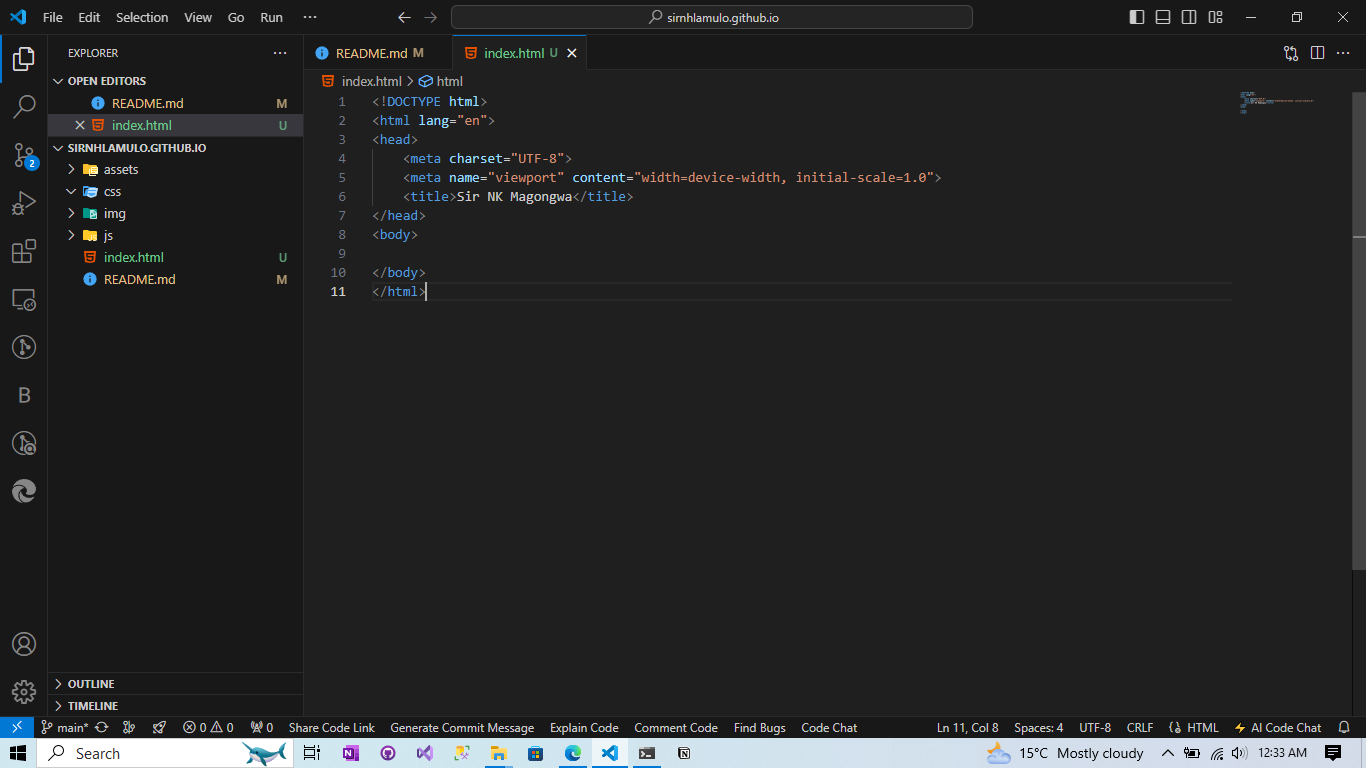 File Edit Selection View Go Run ··· sirnhlamulo.github.io
EXPLORER ···
OPEN EDITORS
README.md M
index.html U
SIRNHLAMULO.GITHUB.IO
assets
css
img
js
index.html U
README.md M
OUTLINE
TIMELINE
2
B
README.md M index.html U
index.html > html
1 <!DOCTYPE html>
2 <html lang="en">
3 <head>
4 <meta charset="UTF-8">
5 <meta name="viewport" content="width=device-width, initial-scale=1.0">
6 <title>Sir NK Magongwa</title>
7 </head>
8 <body>
9
10 </body>
11 </html>
main* 0 0 0 Share Code Link Generate Commit Message Explain Code Comment Code Find Bugs Code Chat Ln 11, Col 8 Spaces: 4 UTF-8 CRLF {} HTML AI Code Chat
Search 15°C Mostly cloudy 12:33 AM